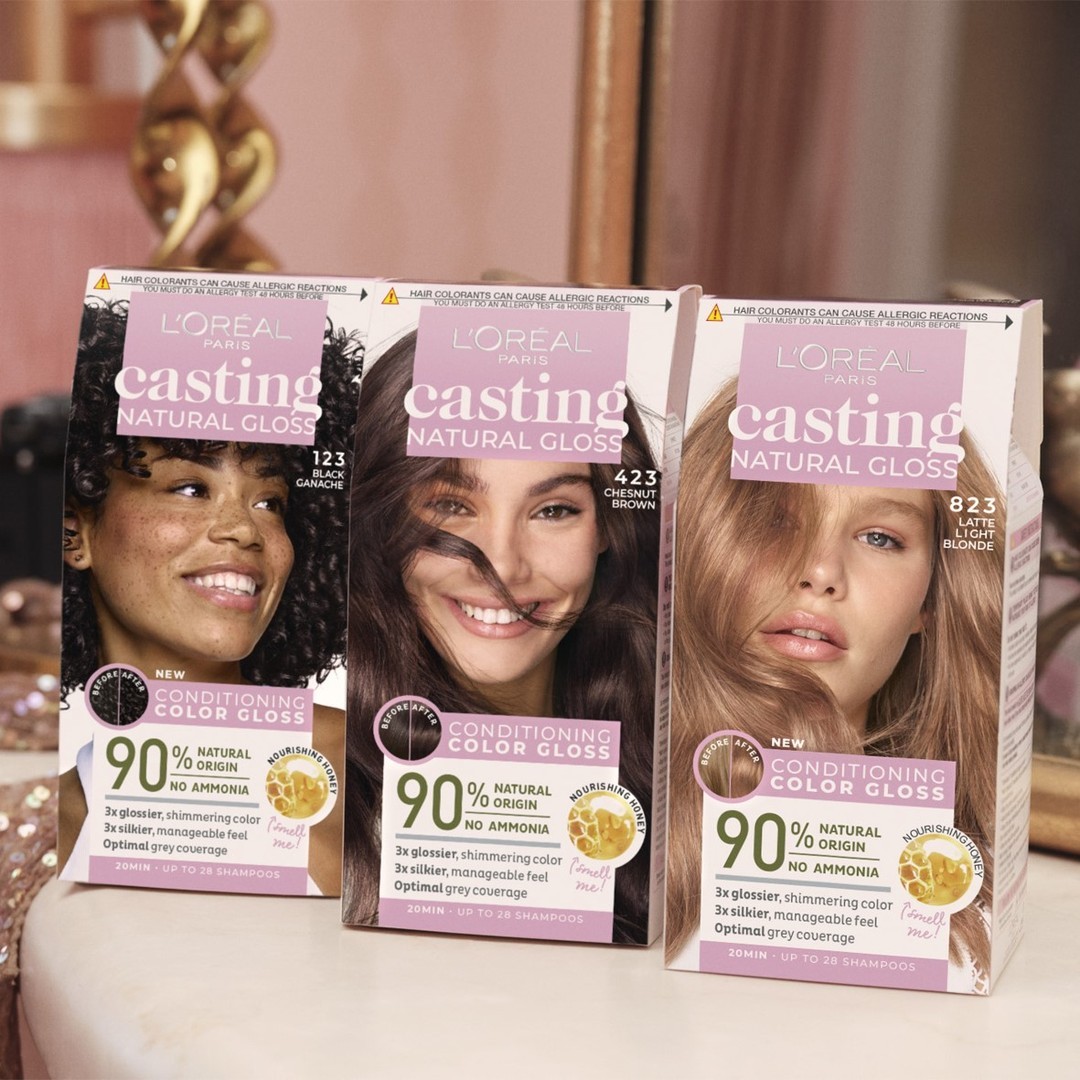 HAIR COLORANTS CAN CAUSE ALLERGIC REACTIONS
YOU MUST DO AN ALLERGY TEST 48 HOURS BEFORE
L'ORÉAL
PARIS
casting
NATURAL GLOSS
123
BLACK
GANACHE
BEFORE AFTER
NEW
CONDITIONING
COLOR GLOSS
90% NATURAL
ORIGIN
NO AMMONIA
NOURISHING HONEY
3x glossier, shimmering color
3x silkier, manageable feel
Optimal grey coverage
smell
me!
20MIN · UP TO 28 SHAMPOOS
HAIR COLORANTS CAN CAUSE ALLERGIC REACTIONS
YOU MUST DO AN ALLERGY TEST 48 HOURS BEFORE
L'ORÉAL
PARIS
casting
NATURAL GLOSS
423
CHESNUT
BROWN
BEFORE AFTER
CONDITIONING
COLOR GLOSS
90% NATURAL
ORIGIN
NO AMMONIA
NOURISHING HONEY
3x glossier, shimmering color
3x silkier, manageable feel
Optimal grey coverage
smell
me!
20MIN · UP TO 28 SHAMPOOS
HAIR COLORANTS CAN CAUSE ALLERGIC REACTIONS
YOU MUST DO AN ALLERGY TEST 48 HOURS BEFORE
L'ORÉAL
PARIS
casting
NATURAL GLOSS
823
LATTE
LIGHT
BLONDE
BEFORE AFTER
NEW
CONDITIONING
COLOR GLOSS
90% NATURAL
ORIGIN
NO AMMONIA
NOURISHING HONEY
3x glossier, shimmering color
3x silkier, manageable feel
Optimal grey coverage
smell
me!
20MIN · UP TO 28 SHAMPOOS